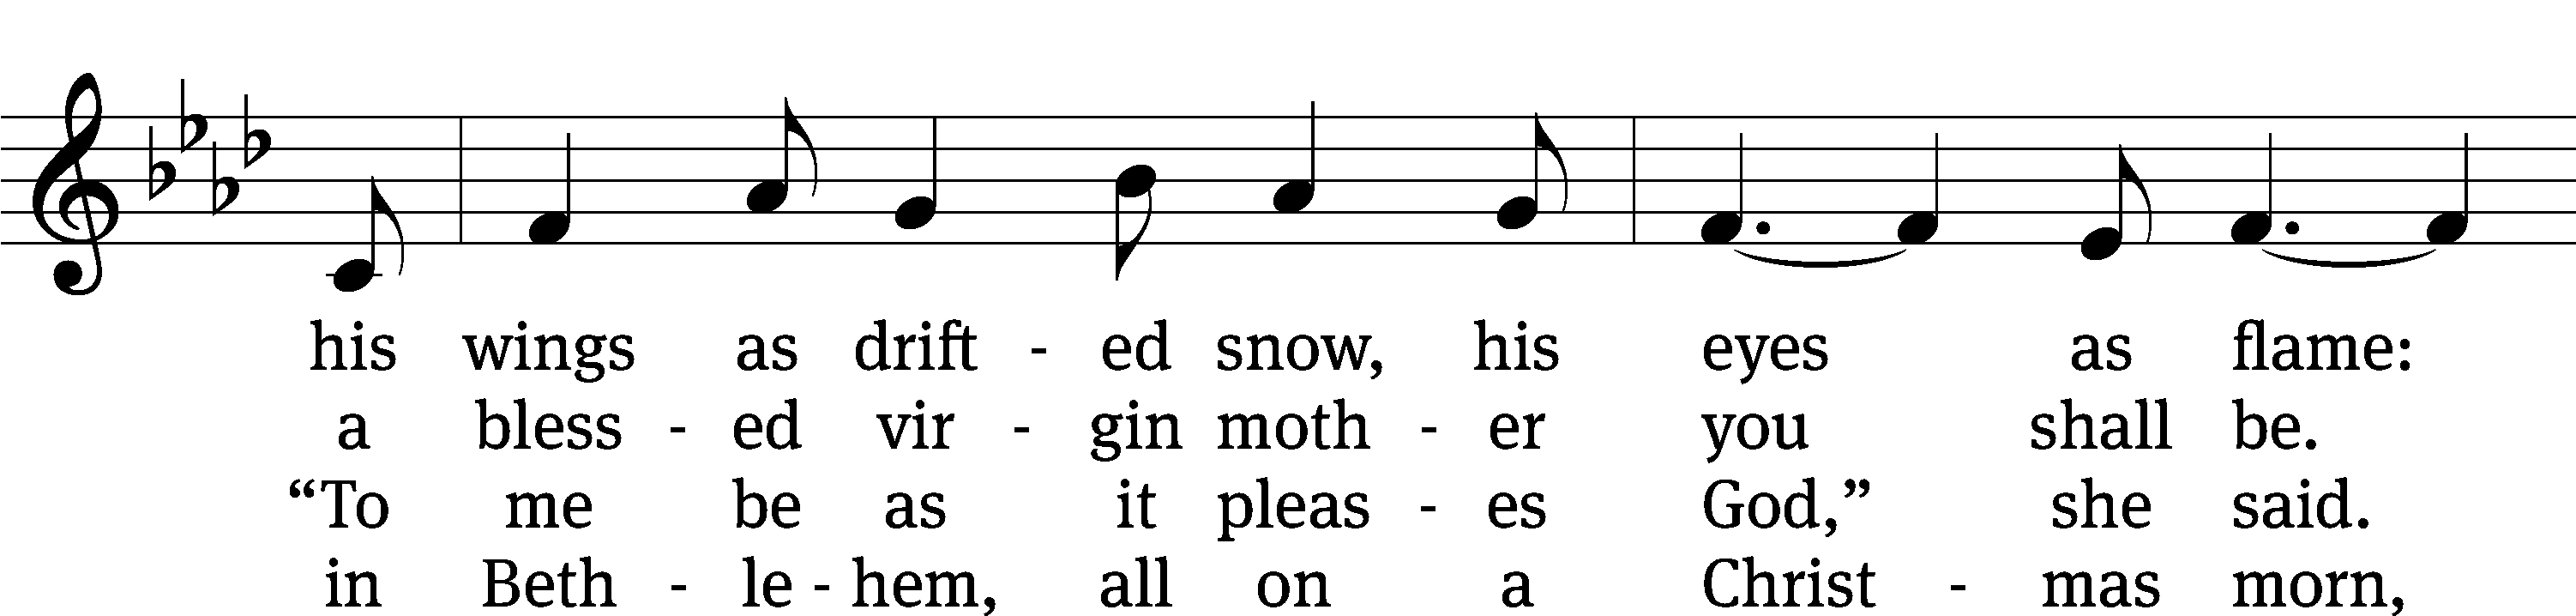 his wings as drift - ed snow, his eyes as flame:
a bless - ed vir - gin moth - er you shall be.
“To me be as it pleas - es God,” she said.
in Beth - le - hem, all on a Christ - mas morn,